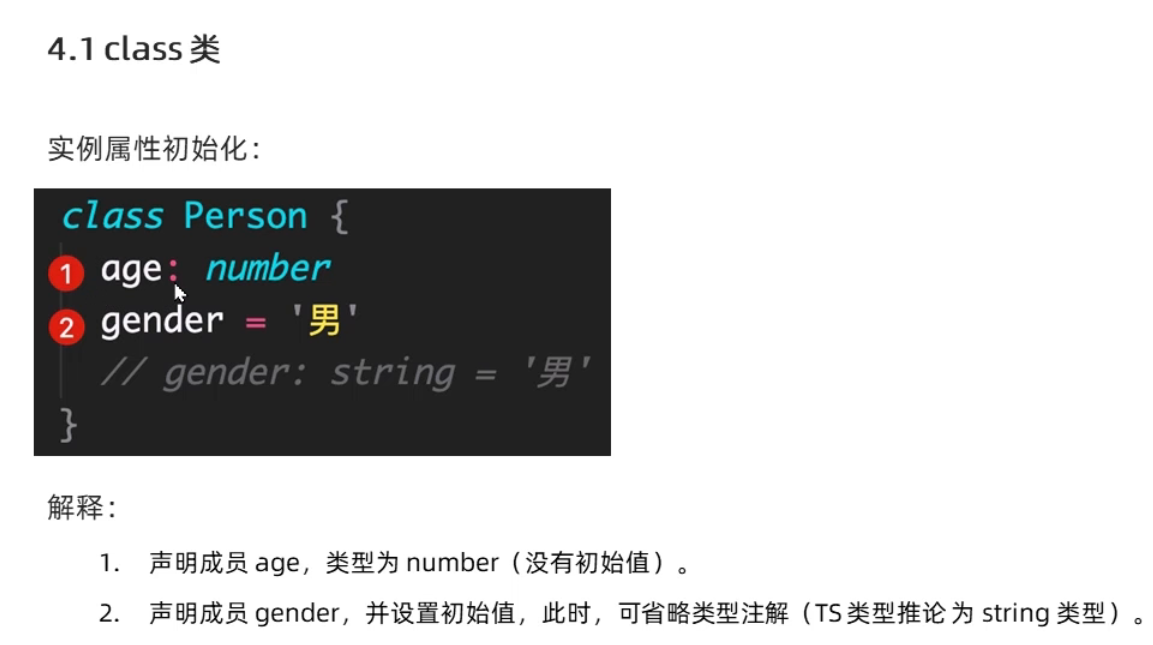 4.1 class 类
实例属性初始化：
class Person {
1 age: number
2 gender = '男'
// gender: string = '男'
}
解释：
1. 声明成员 age，类型为 number（没有初始值）。
2. 声明成员 gender，并设置初始值，此时，可省略类型注解（TS 类型推论 为 string 类型）。